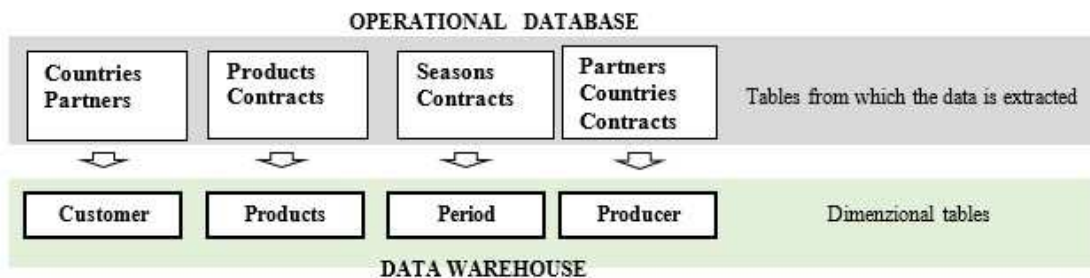 OPERATIONAL DATABASE
Countries
Partners
Products
Contracts
Seasons
Contracts
Partners
Countries
Contracts
Tables from which the data is extracted
Customer
Products
Period
Producer
Dimenzional tables
DATA WAREHOUSE